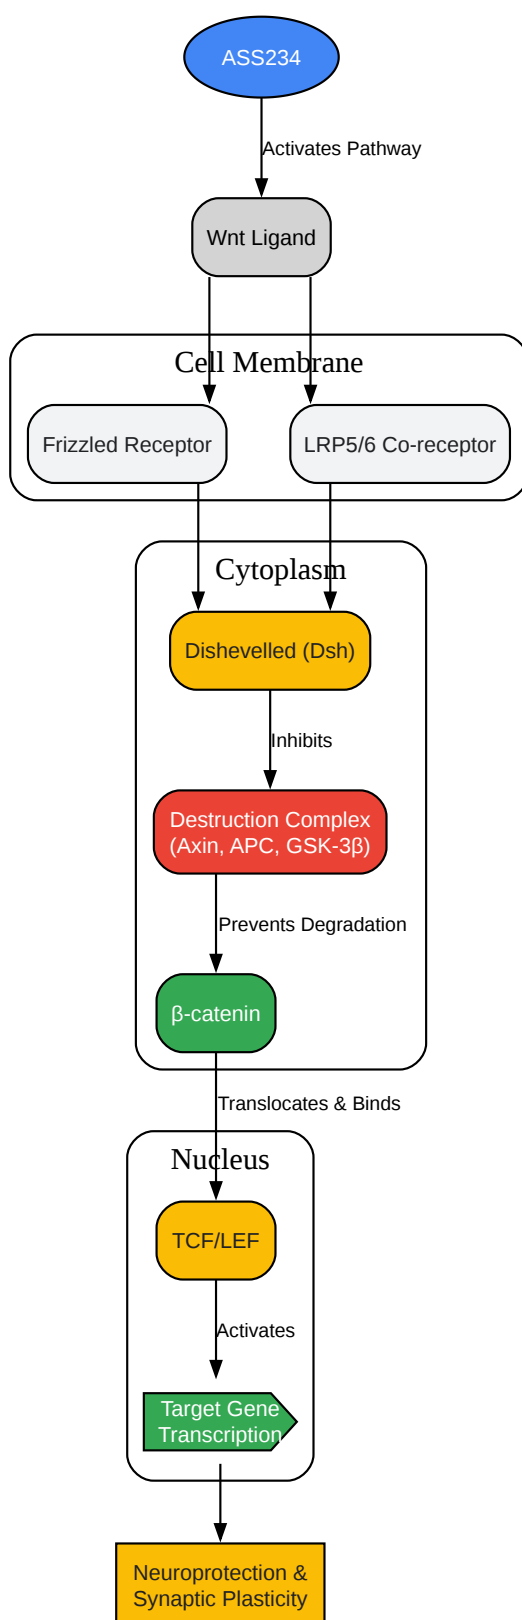 ASS234
Activates Pathway
Wnt Ligand
Cell Membrane
Frizzled Receptor
LRP5/6 Co-receptor
Cytoplasm
Dishevelled (Dsh)
Inhibits
Destruction Complex
(Axin, APC, GSK-3β)
Prevents Degradation
β-catenin
Translocates & Binds
Nucleus
TCF/LEF
Activates
Target Gene
Transcription
Neuroprotection &
Synaptic Plasticity